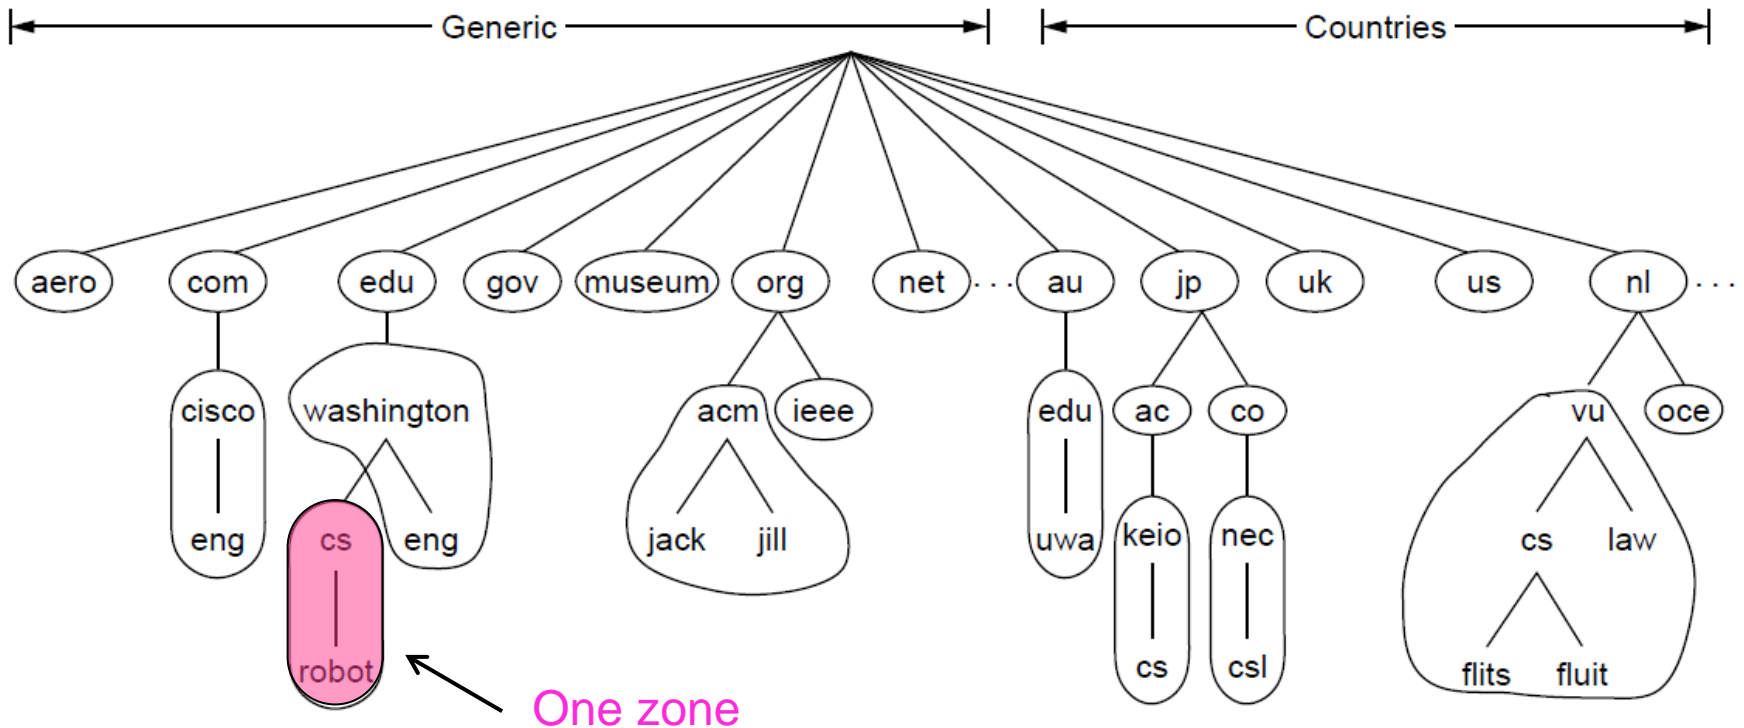 Generic Countries
aero com edu gov museum org net ... au jp uk us nl ...
cisco washington acm ieee edu ac co vu oce
eng cs eng jack jill uwa keio nec cs law
robot cs csl flits fluit
One zone